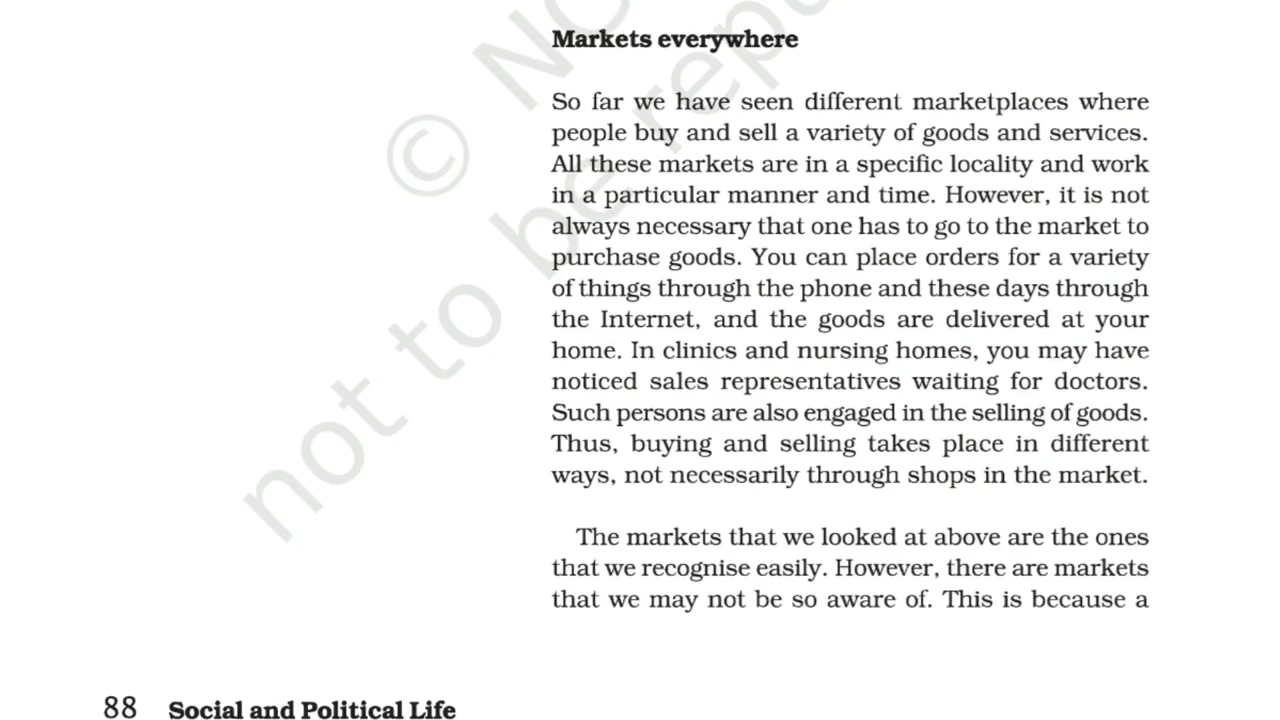 Markets everywhere
So far we have seen different marketplaces where
people buy and sell a variety of goods and services.
All these markets are in a specific locality and work
in a particular manner and time. However, it is not
always necessary that one has to go to the market to
purchase goods. You can place orders for a variety
of things through the phone and these days through
the Internet, and the goods are delivered at your
home. In clinics and nursing homes, you may have
noticed sales representatives waiting for doctors.
Such persons are also engaged in the selling of goods.
Thus, buying and selling takes place in different
ways, not necessarily through shops in the market.
The markets that we looked at above are the ones
that we recognise easily. However, there are markets
that we may not be so aware of. This is because a
88 Social and Political Life
© NC
not to be repu